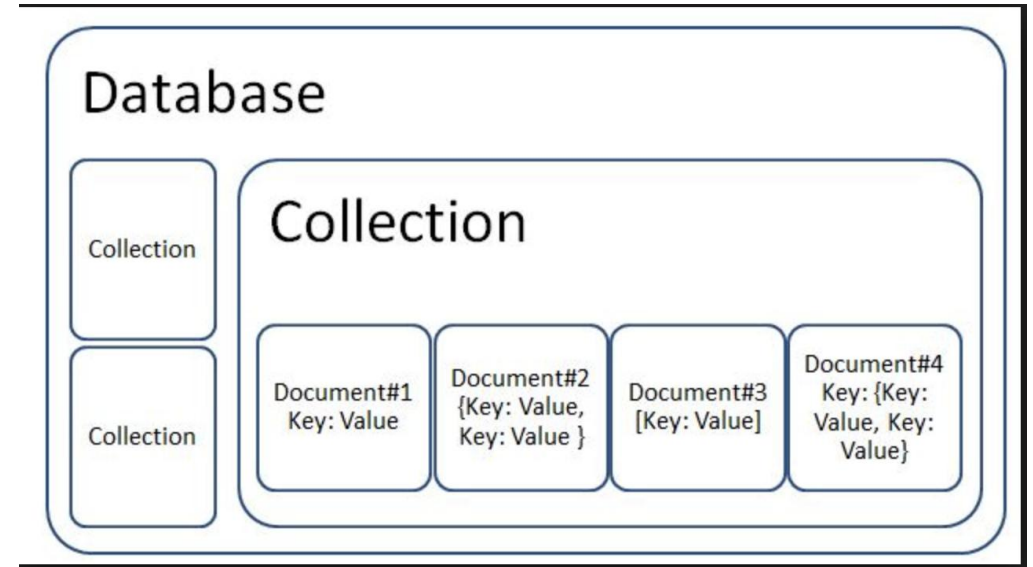 Database
Collection
Collection
Collection
Document#1
Key: Value
Document#2
{Key: Value,
Key: Value }
Document#3
[Key: Value]
Document#4
Key: {Key:
Value, Key:
Value}